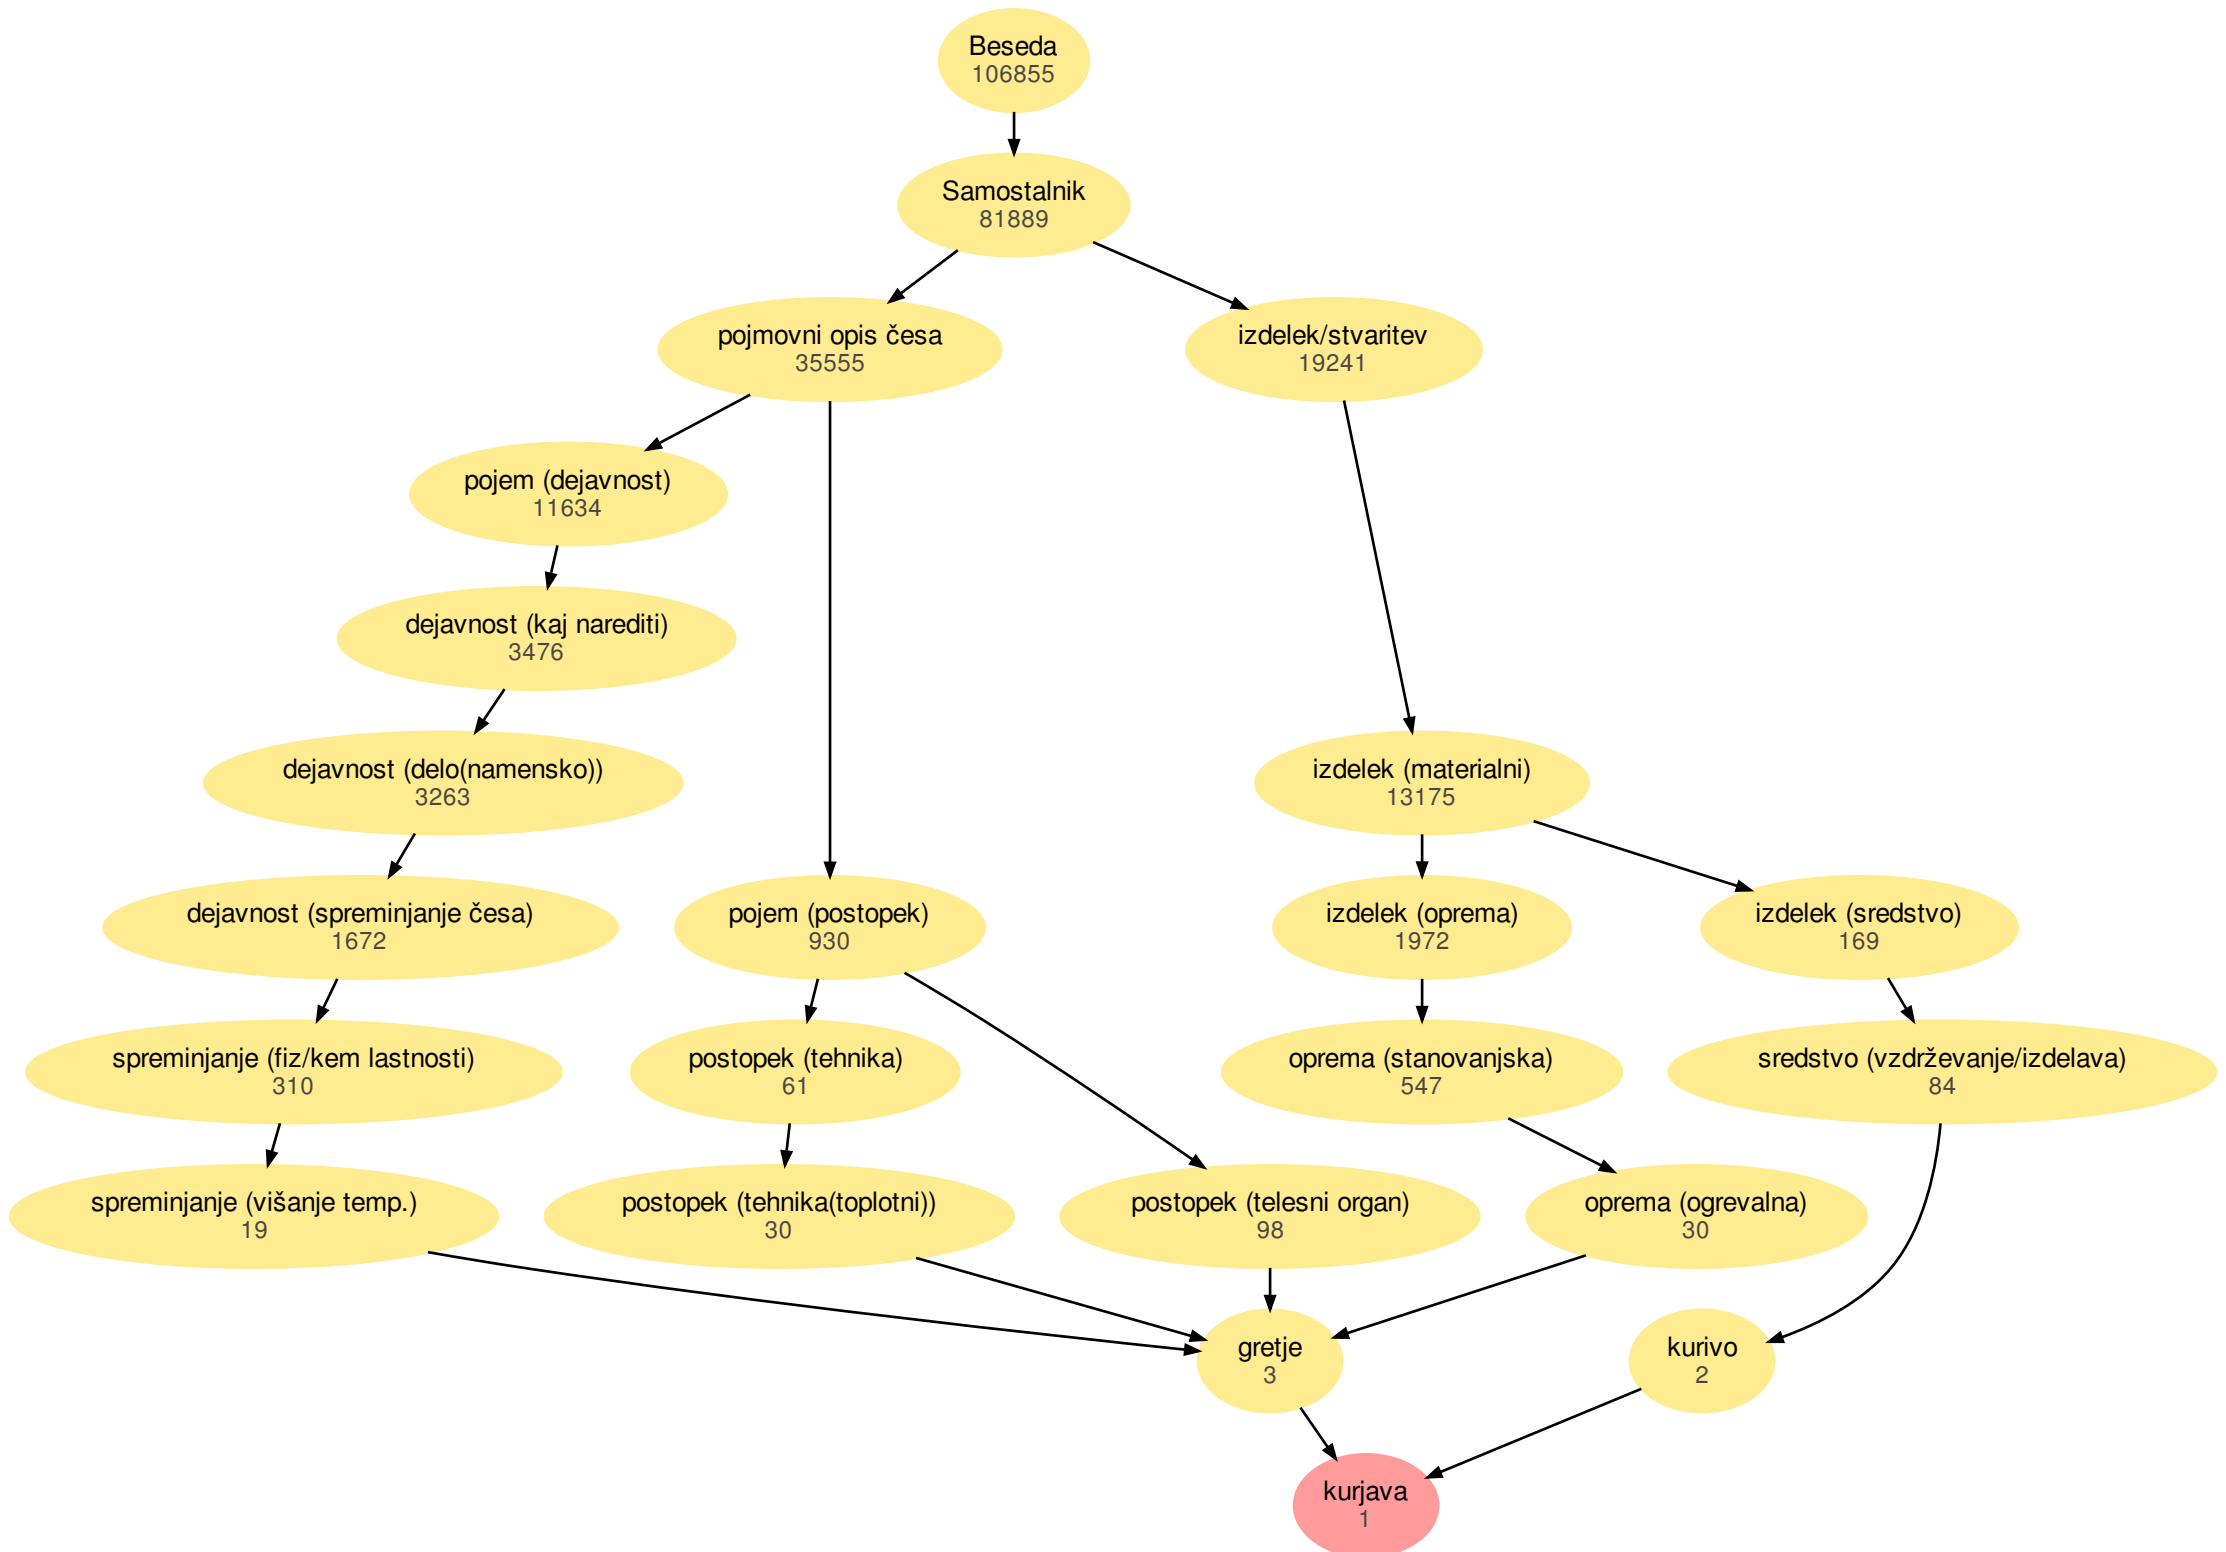 Beseda
106855
Samostalnik
81889
pojmovni opis česa
35555
izdelek/stvaritev
19241
pojem (dejavnost)
11634
dejavnost (kaj narediti)
3476
dejavnost (delo(namensko))
3263
izdelek (materialni)
13175
dejavnost (spreminjanje česa)
1672
pojem (postopek)
930
izdelek (oprema)
1972
izdelek (sredstvo)
169
spreminjanje (fiz/kem lastnosti)
310
postopek (tehnika)
61
oprema (stanovanjska)
547
sredstvo (vzdrževanje/izdelava)
84
spreminjanje (višanje temp.)
19
postopek (tehnika(toplotni))
30
postopek (telesni organ)
98
oprema (ogrevalna)
30
gretje
3
kurivo
2
kurjava
1